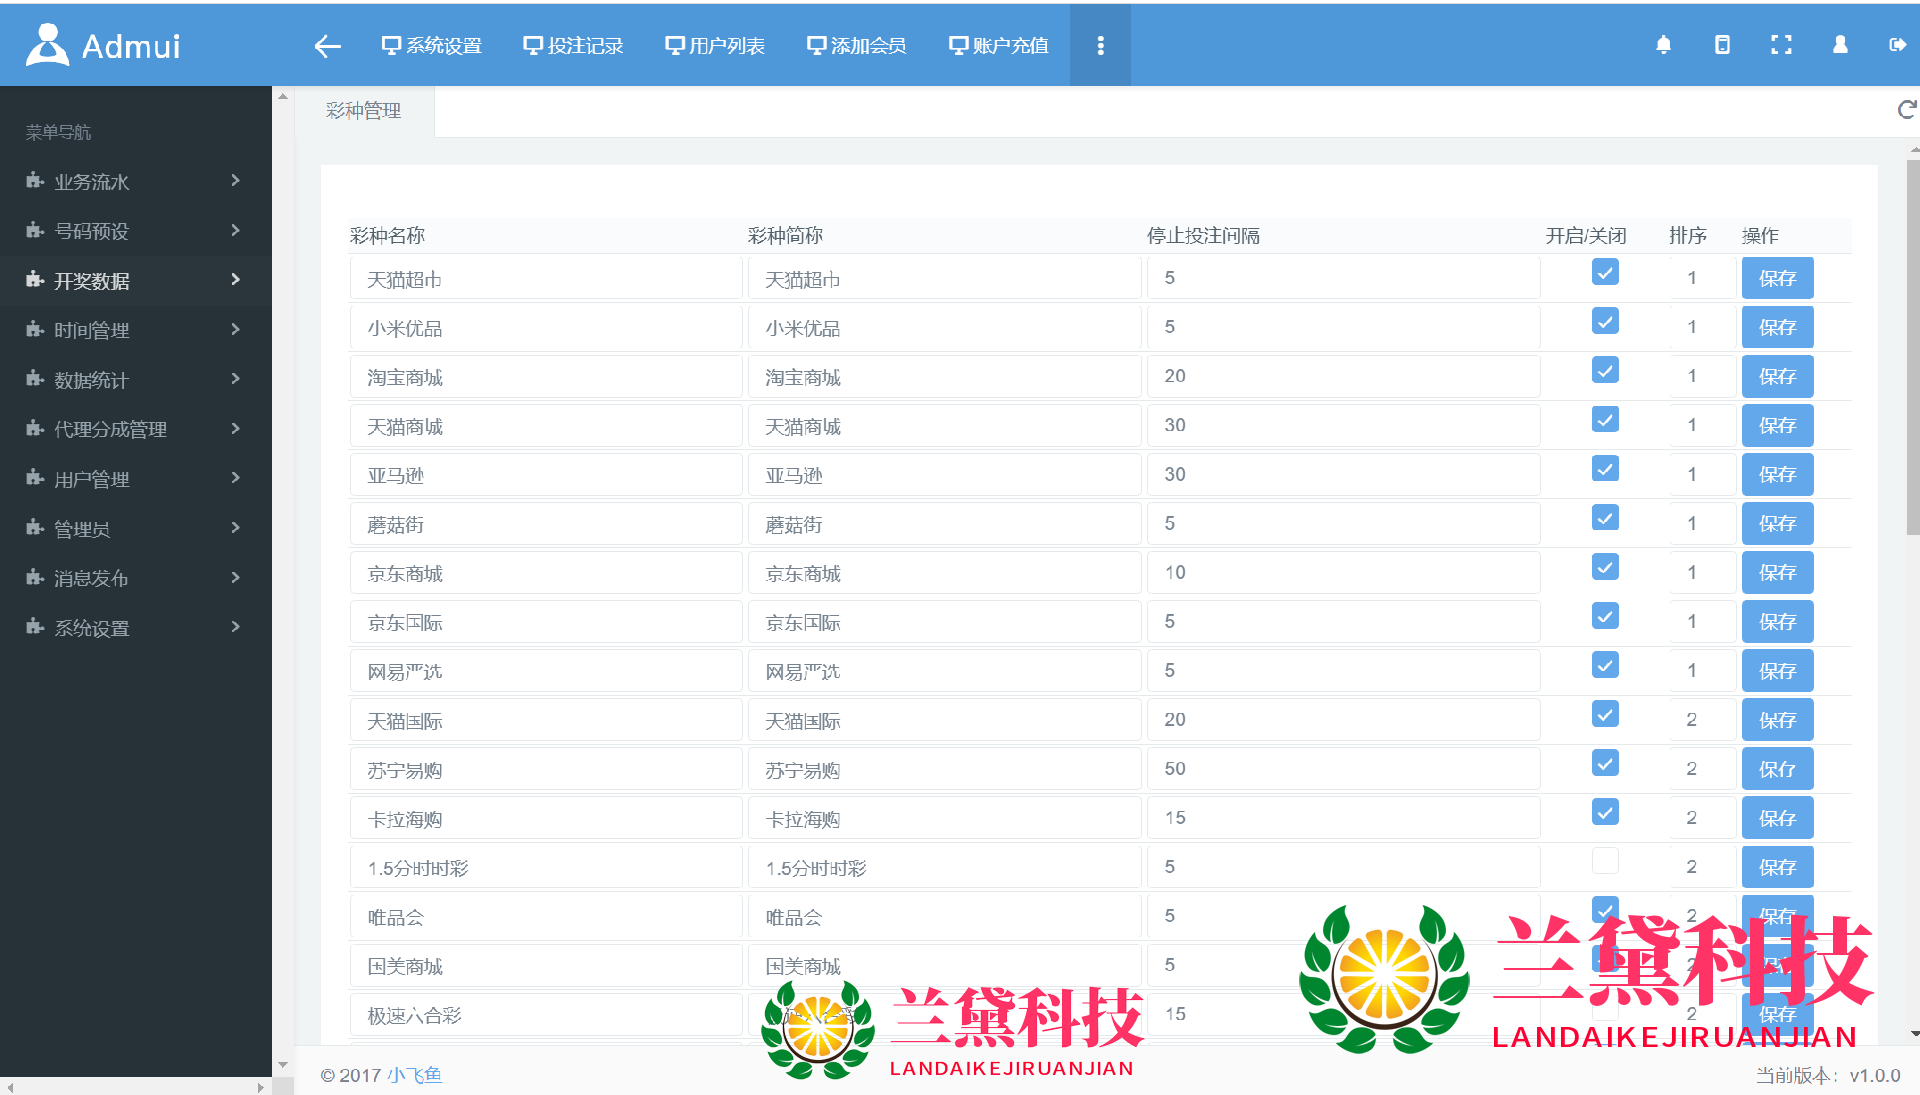 Admui 系统设置 投注记录 用户列表 添加会员 账户充值
彩种管理
菜单导航
业务流水
号码预设
开奖数据
时间管理
数据统计
代理分成管理
用户管理
管理员
消息发布
系统设置
彩种名称 彩种简称 停止投注间隔 开启/关闭 排序 操作
天猫超市 天猫超市 5 1 保存
小米优品 小米优品 5 1 保存
淘宝商城 淘宝商城 20 1 保存
天猫商城 天猫商城 30 1 保存
亚马逊 亚马逊 30 1 保存
蘑菇街 蘑菇街 5 1 保存
京东商城 京东商城 10 1 保存
京东国际 京东国际 5 1 保存
网易严选 网易严选 5 1 保存
天猫国际 天猫国际 20 2 保存
苏宁易购 苏宁易购 50 2 保存
卡拉海购 卡拉海购 15 2 保存
1.5分时时彩 1.5分时时彩 5 2 保存
唯品会 唯品会 5 2 保存
国美商城 国美商城 5 2
极速六合彩 15 2 保存
兰黛科技
LANDAIKEJIRUANJIAN
兰黛科技
LANDAIKEJIRUANJIAN
© 2017 小飞鱼
当前版本：v1.0.0